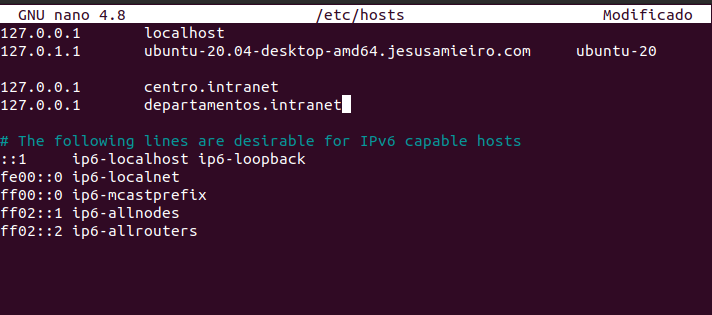 GNU nano 4.8 /etc/hosts Modificado
127.0.0.1 localhost
127.0.1.1 ubuntu-20.04-desktop-amd64.jesusamieiro.com ubuntu-20
127.0.0.1 centro.intranet
127.0.0.1 departamentos.intranet
# The following lines are desirable for IPv6 capable hosts
::1 ip6-localhost ip6-loopback
fe00::0 ip6-localnet
ff00::0 ip6-mcastprefix
ff02::1 ip6-allnodes
ff02::2 ip6-allrouters